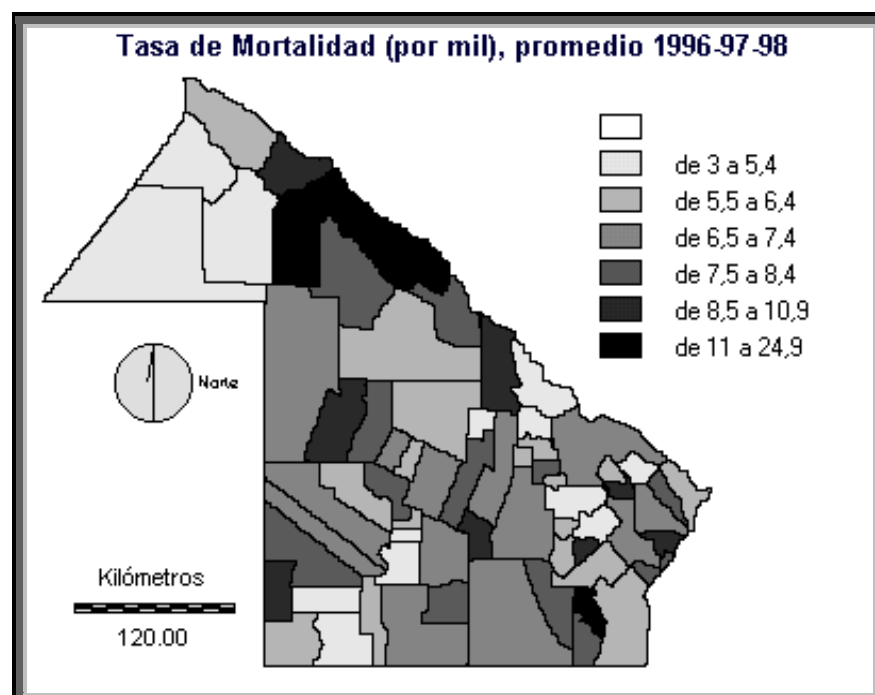 Tasa de Mortalidad (por mil), promedio 1996-97-98
de 3 a 5,4
de 5,5 a 6,4
de 6,5 a 7,4
de 7,5 a 8,4
de 8,5 a 10,9
de 11 a 24,9
Norte
Kilómetros
120.00